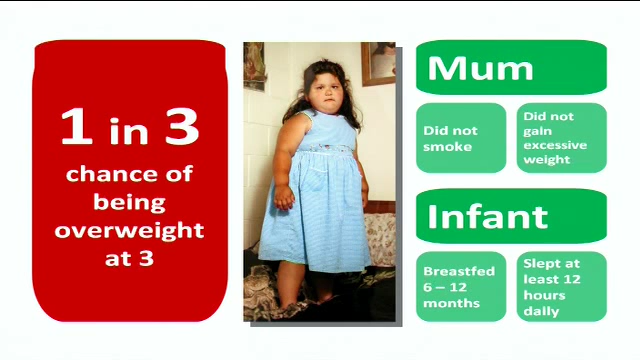 1 in 3
chance of
being
overweight
at 3
Mum
Did not
smoke
Did not
gain
excessive
weight
Infant
Breastfed
6 – 12
months
Slept at
least 12
hours
daily